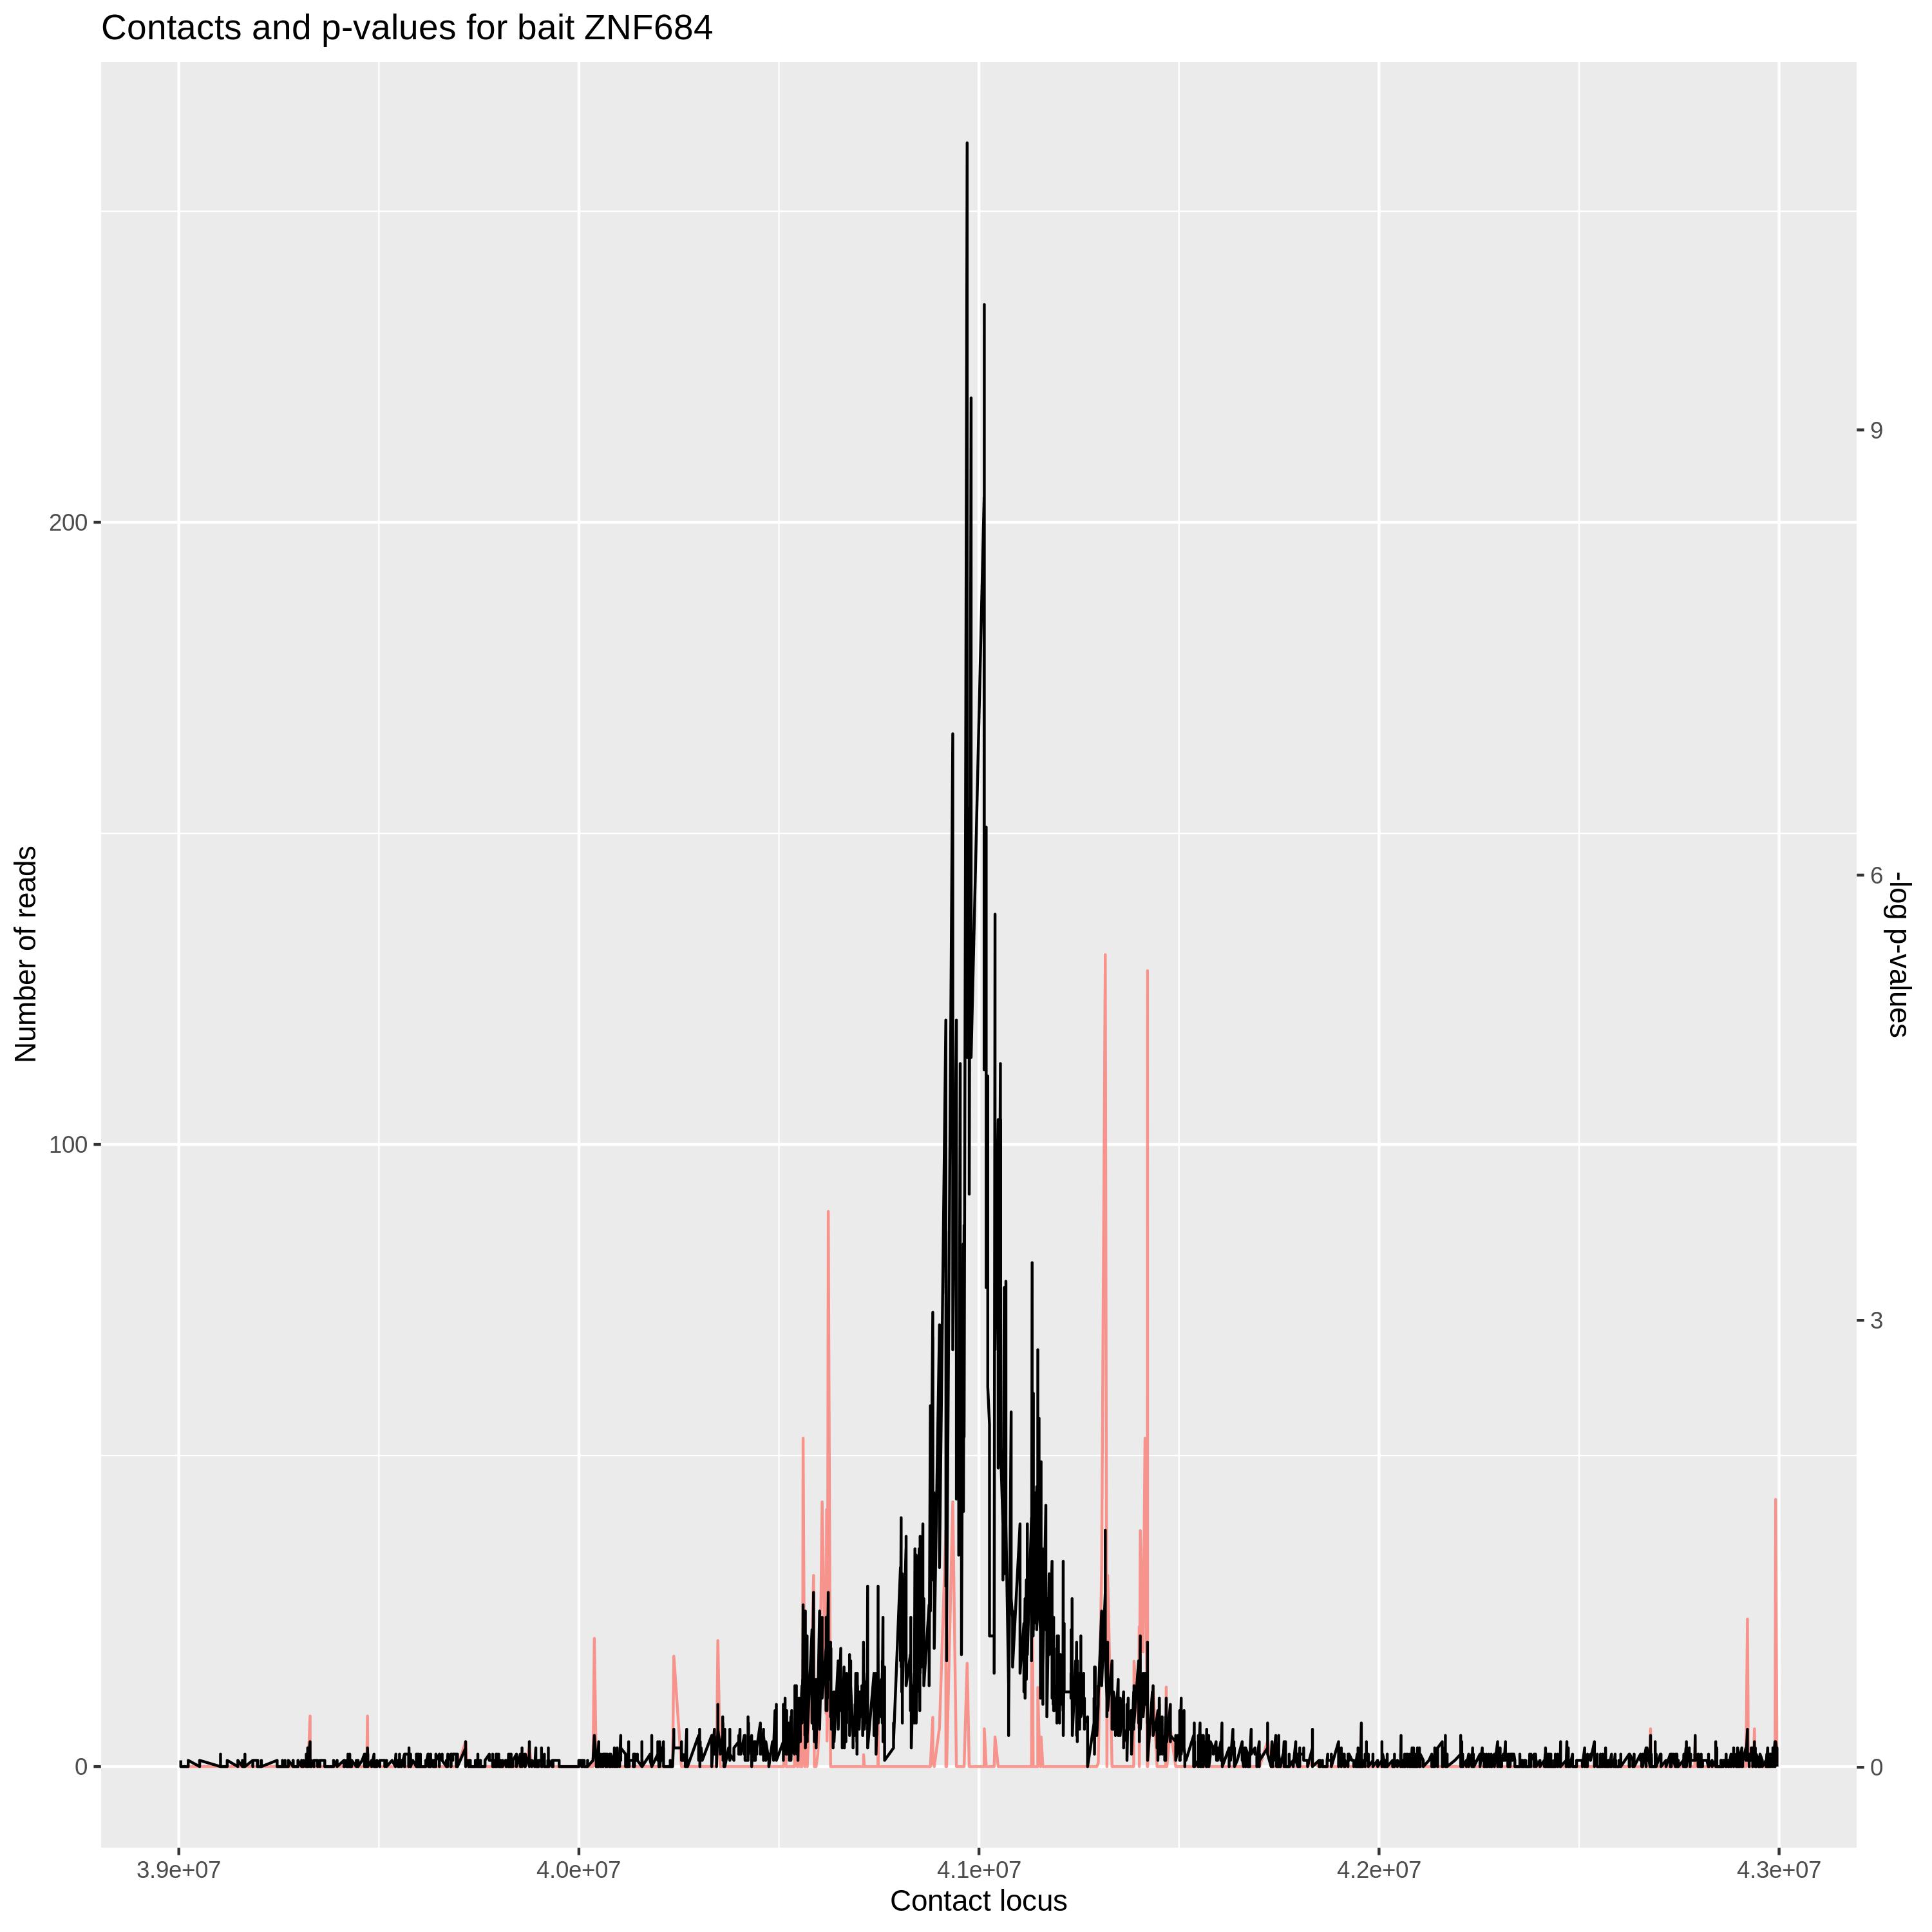 Contacts and p-values for bait ZNF684
Number of reads
200
100
0
9
6
3
0
-log p-values
3.9e+07
4.0e+07
4.1e+07
4.2e+07
4.3e+07
Contact locus